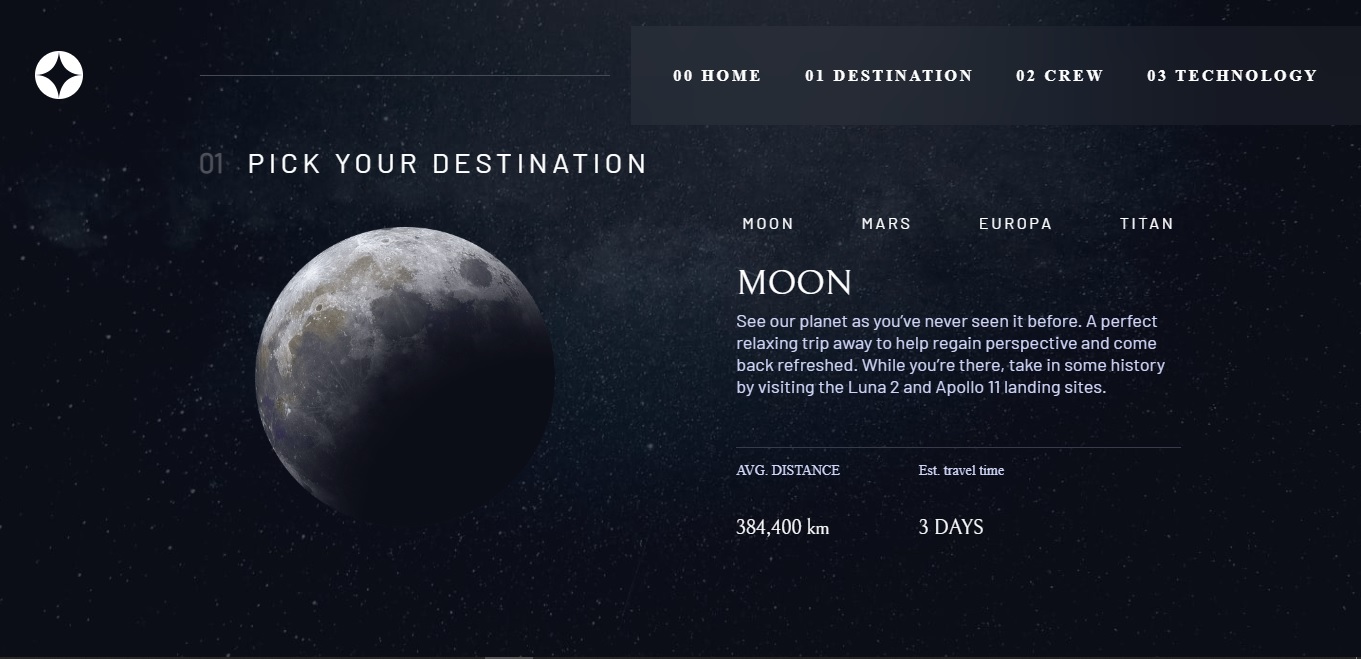 00 HOME 01 DESTINATION 02 CREW 03 TECHNOLOGY
01 PICK YOUR DESTINATION
MOON MARS EUROPA TITAN
MOON
See our planet as you’ve never seen it before. A perfect
relaxing trip away to help regain perspective and come
back refreshed. While you’re there, take in some history
by visiting the Luna 2 and Apollo 11 landing sites.
AVG. DISTANCE Est. travel time
384,400 km 3 DAYS